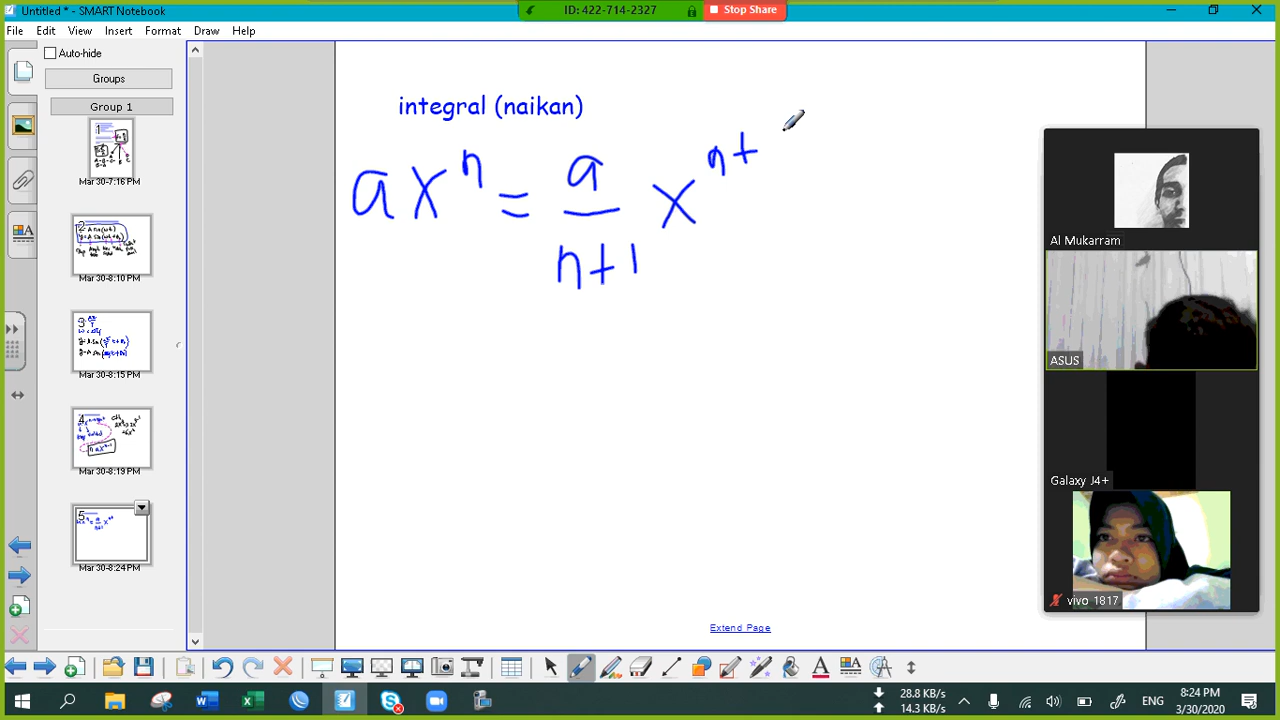 Untitled * - SMART Notebook
ID: 422-714-2327
Stop Share
File Edit View Insert Format Draw Help
Auto-hide
Groups
Group 1
Mar 30-7:16 PM
Mar 30-8:10 PM
Mar 30-8:15 PM
Mar 30-8:19 PM
Mar 30-8:24 PM
integral (naikan)
ax^n = a/(n+1) x^(n+
Extend Page
Al Mukarram
ASUS
Galaxy J4+
vivo 1817
28.8 KB/s
14.3 KB/s
ENG
8:24 PM
3/30/2020